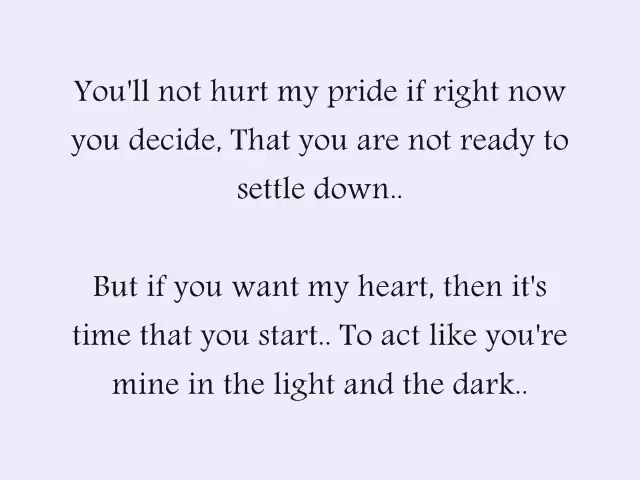 You'll not hurt my pride if right now
you decide, That you are not ready to
settle down..
But if you want my heart, then it's
time that you start.. To act like you're
mine in the light and the dark..